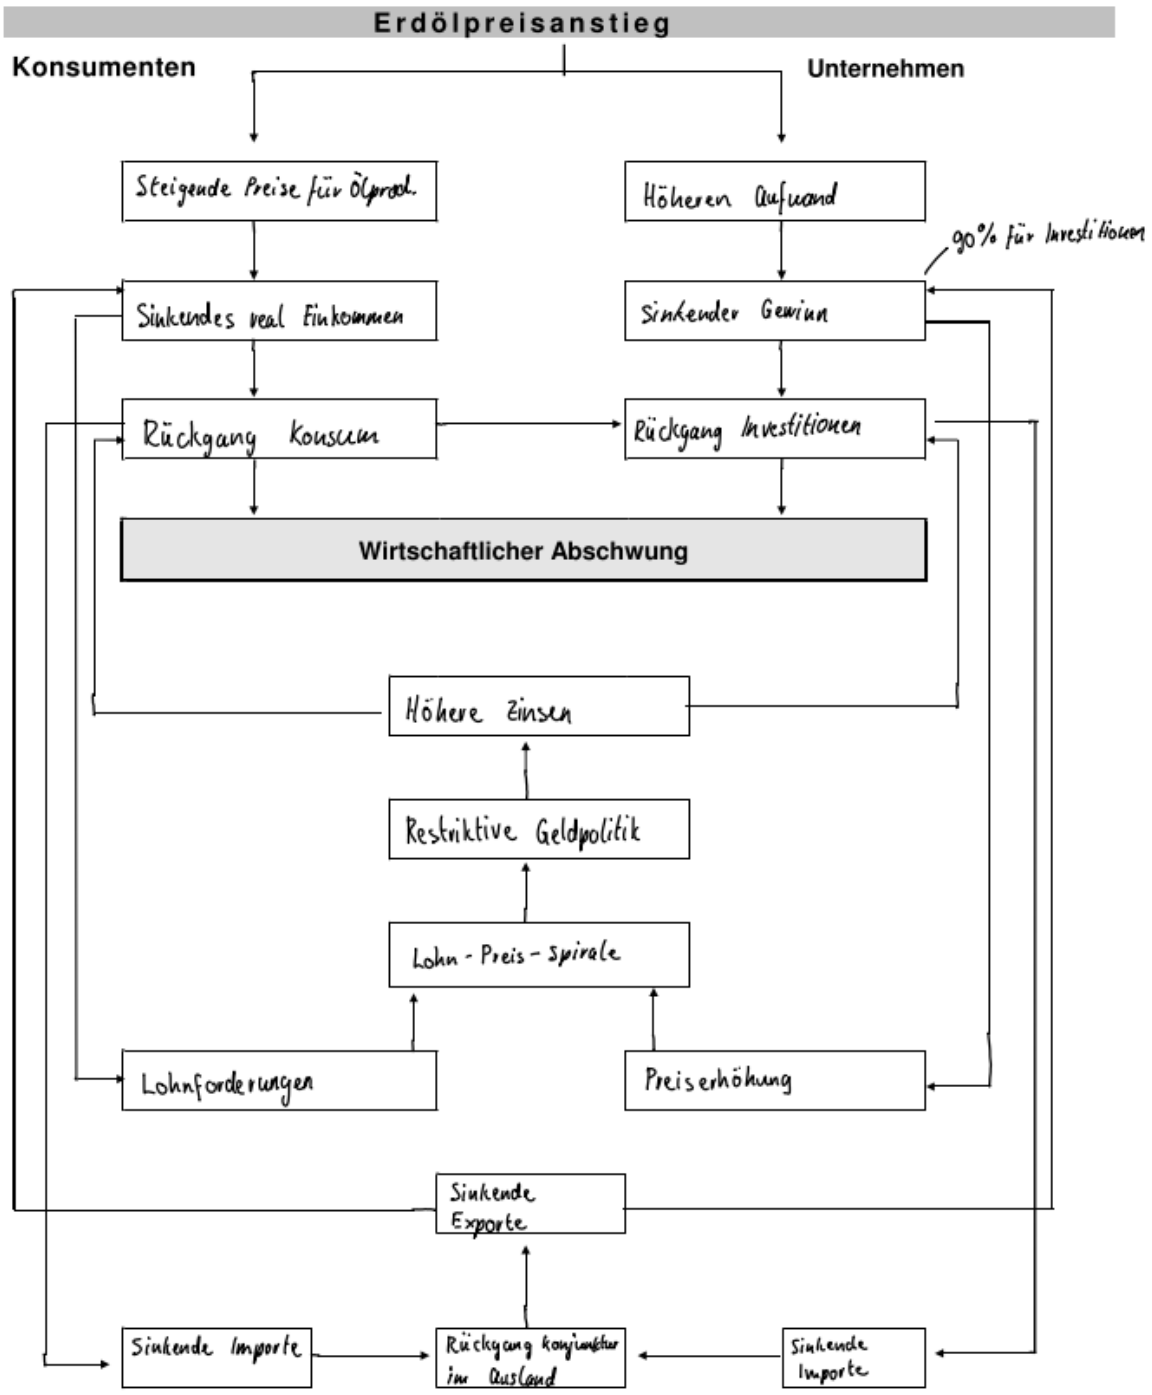 Erdölpreisanstieg
Konsumenten
Unternehmen
Steigende Preise für Ölprod.
Höheren Aufwand
90% für Investitionen
Sinkendes real Einkommen
Sinkender Gewinn
Rückgang Konsum
Rückgang Investitionen
Wirtschaftlicher Abschwung
Höhere Zinsen
Restriktive Geldpolitik
Lohn-Preis-Spirale
Lohnforderungen
Preiserhöhung
Sinkende
Exporte
Sinkende Importe
Rückgang Konjunktur
im Ausland
Sinkende
Importe